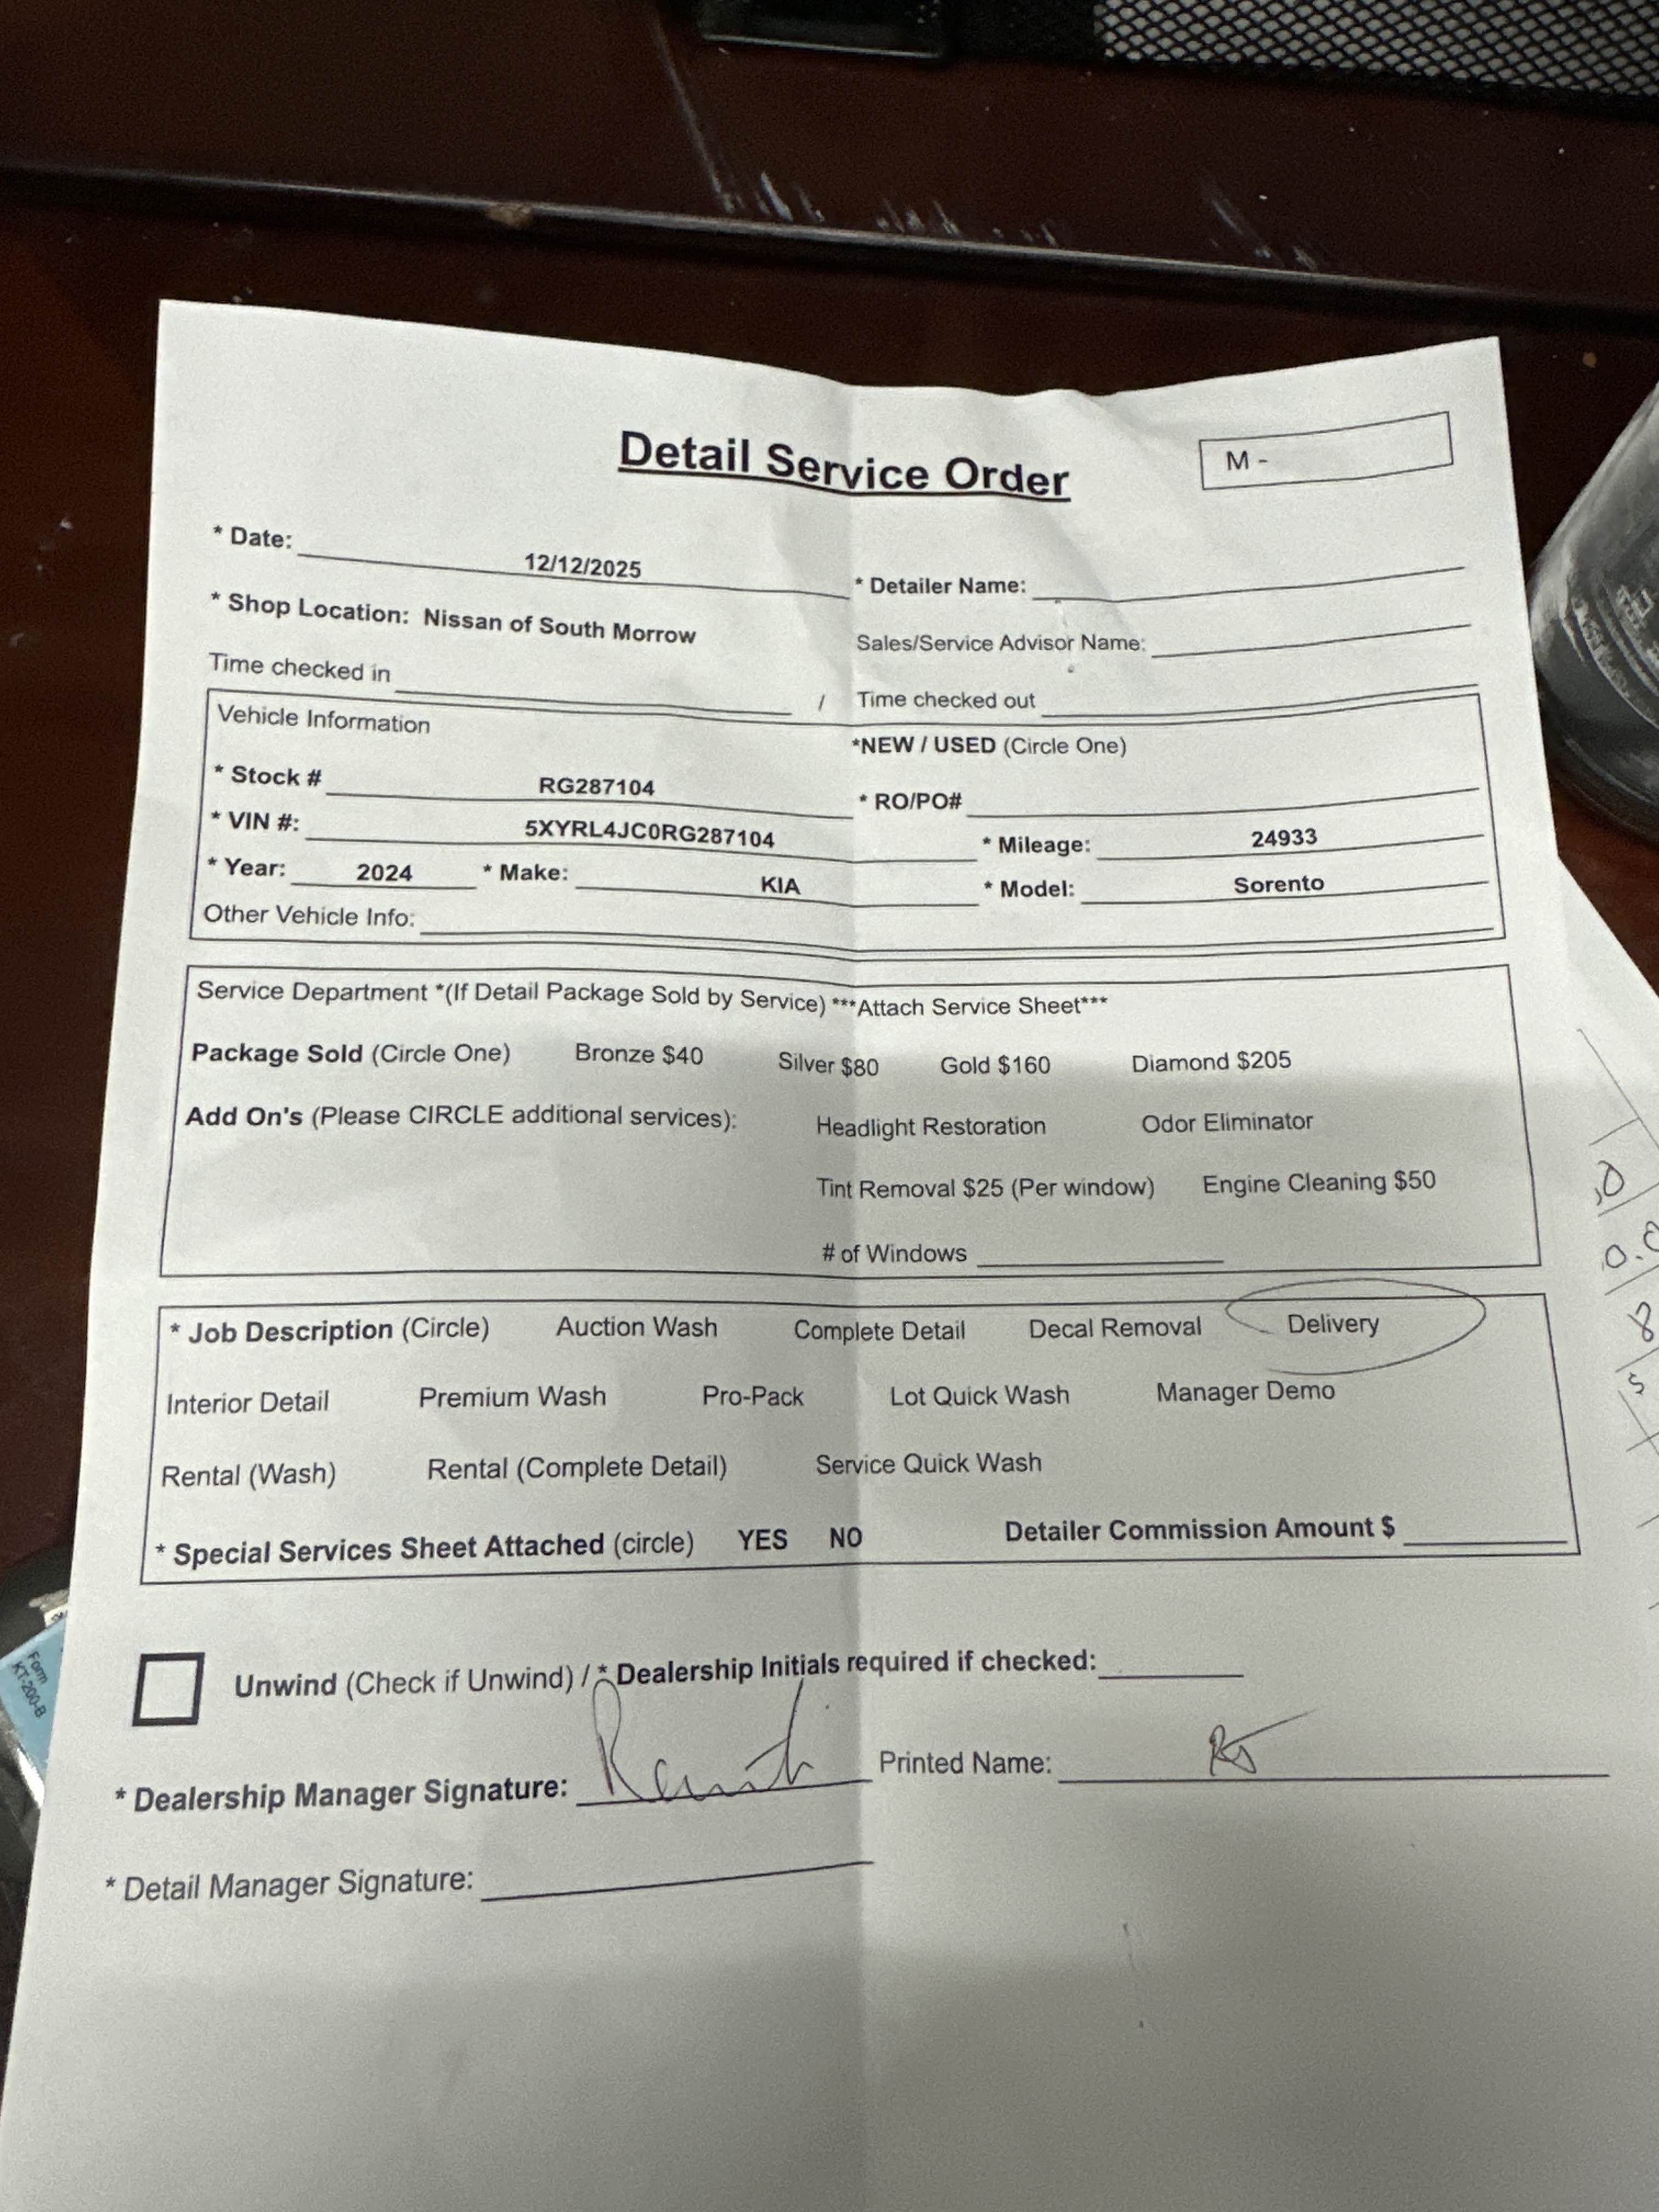 Detail Service Order
M -
* Date: 12/12/2025
* Detailer Name:
* Shop Location: Nissan of South Morrow
Sales/Service Advisor Name:
Time checked in / Time checked out
Vehicle Information
*NEW / USED (Circle One)
* Stock # RG287104
* RO/PO#
* VIN #: 5XYRL4JC0RG287104
* Mileage: 24933
* Year: 2024 * Make: KIA * Model: Sorento
Other Vehicle Info:
Service Department *(If Detail Package Sold by Service) ***Attach Service Sheet***
Package Sold (Circle One) Bronze $40 Silver $80 Gold $160 Diamond $205
Add On's (Please CIRCLE additional services): Headlight Restoration Odor Eliminator
Tint Removal $25 (Per window) Engine Cleaning $50
# of Windows
* Job Description (Circle) Auction Wash Complete Detail Decal Removal Delivery
Interior Detail Premium Wash Pro-Pack Lot Quick Wash Manager Demo
Rental (Wash) Rental (Complete Detail) Service Quick Wash
* Special Services Sheet Attached (circle) YES NO Detailer Commission Amount $
Unwind (Check if Unwind) / * Dealership Initials required if checked:
* Dealership Manager Signature: Printed Name:
* Detail Manager Signature:
Form
KT-200-B